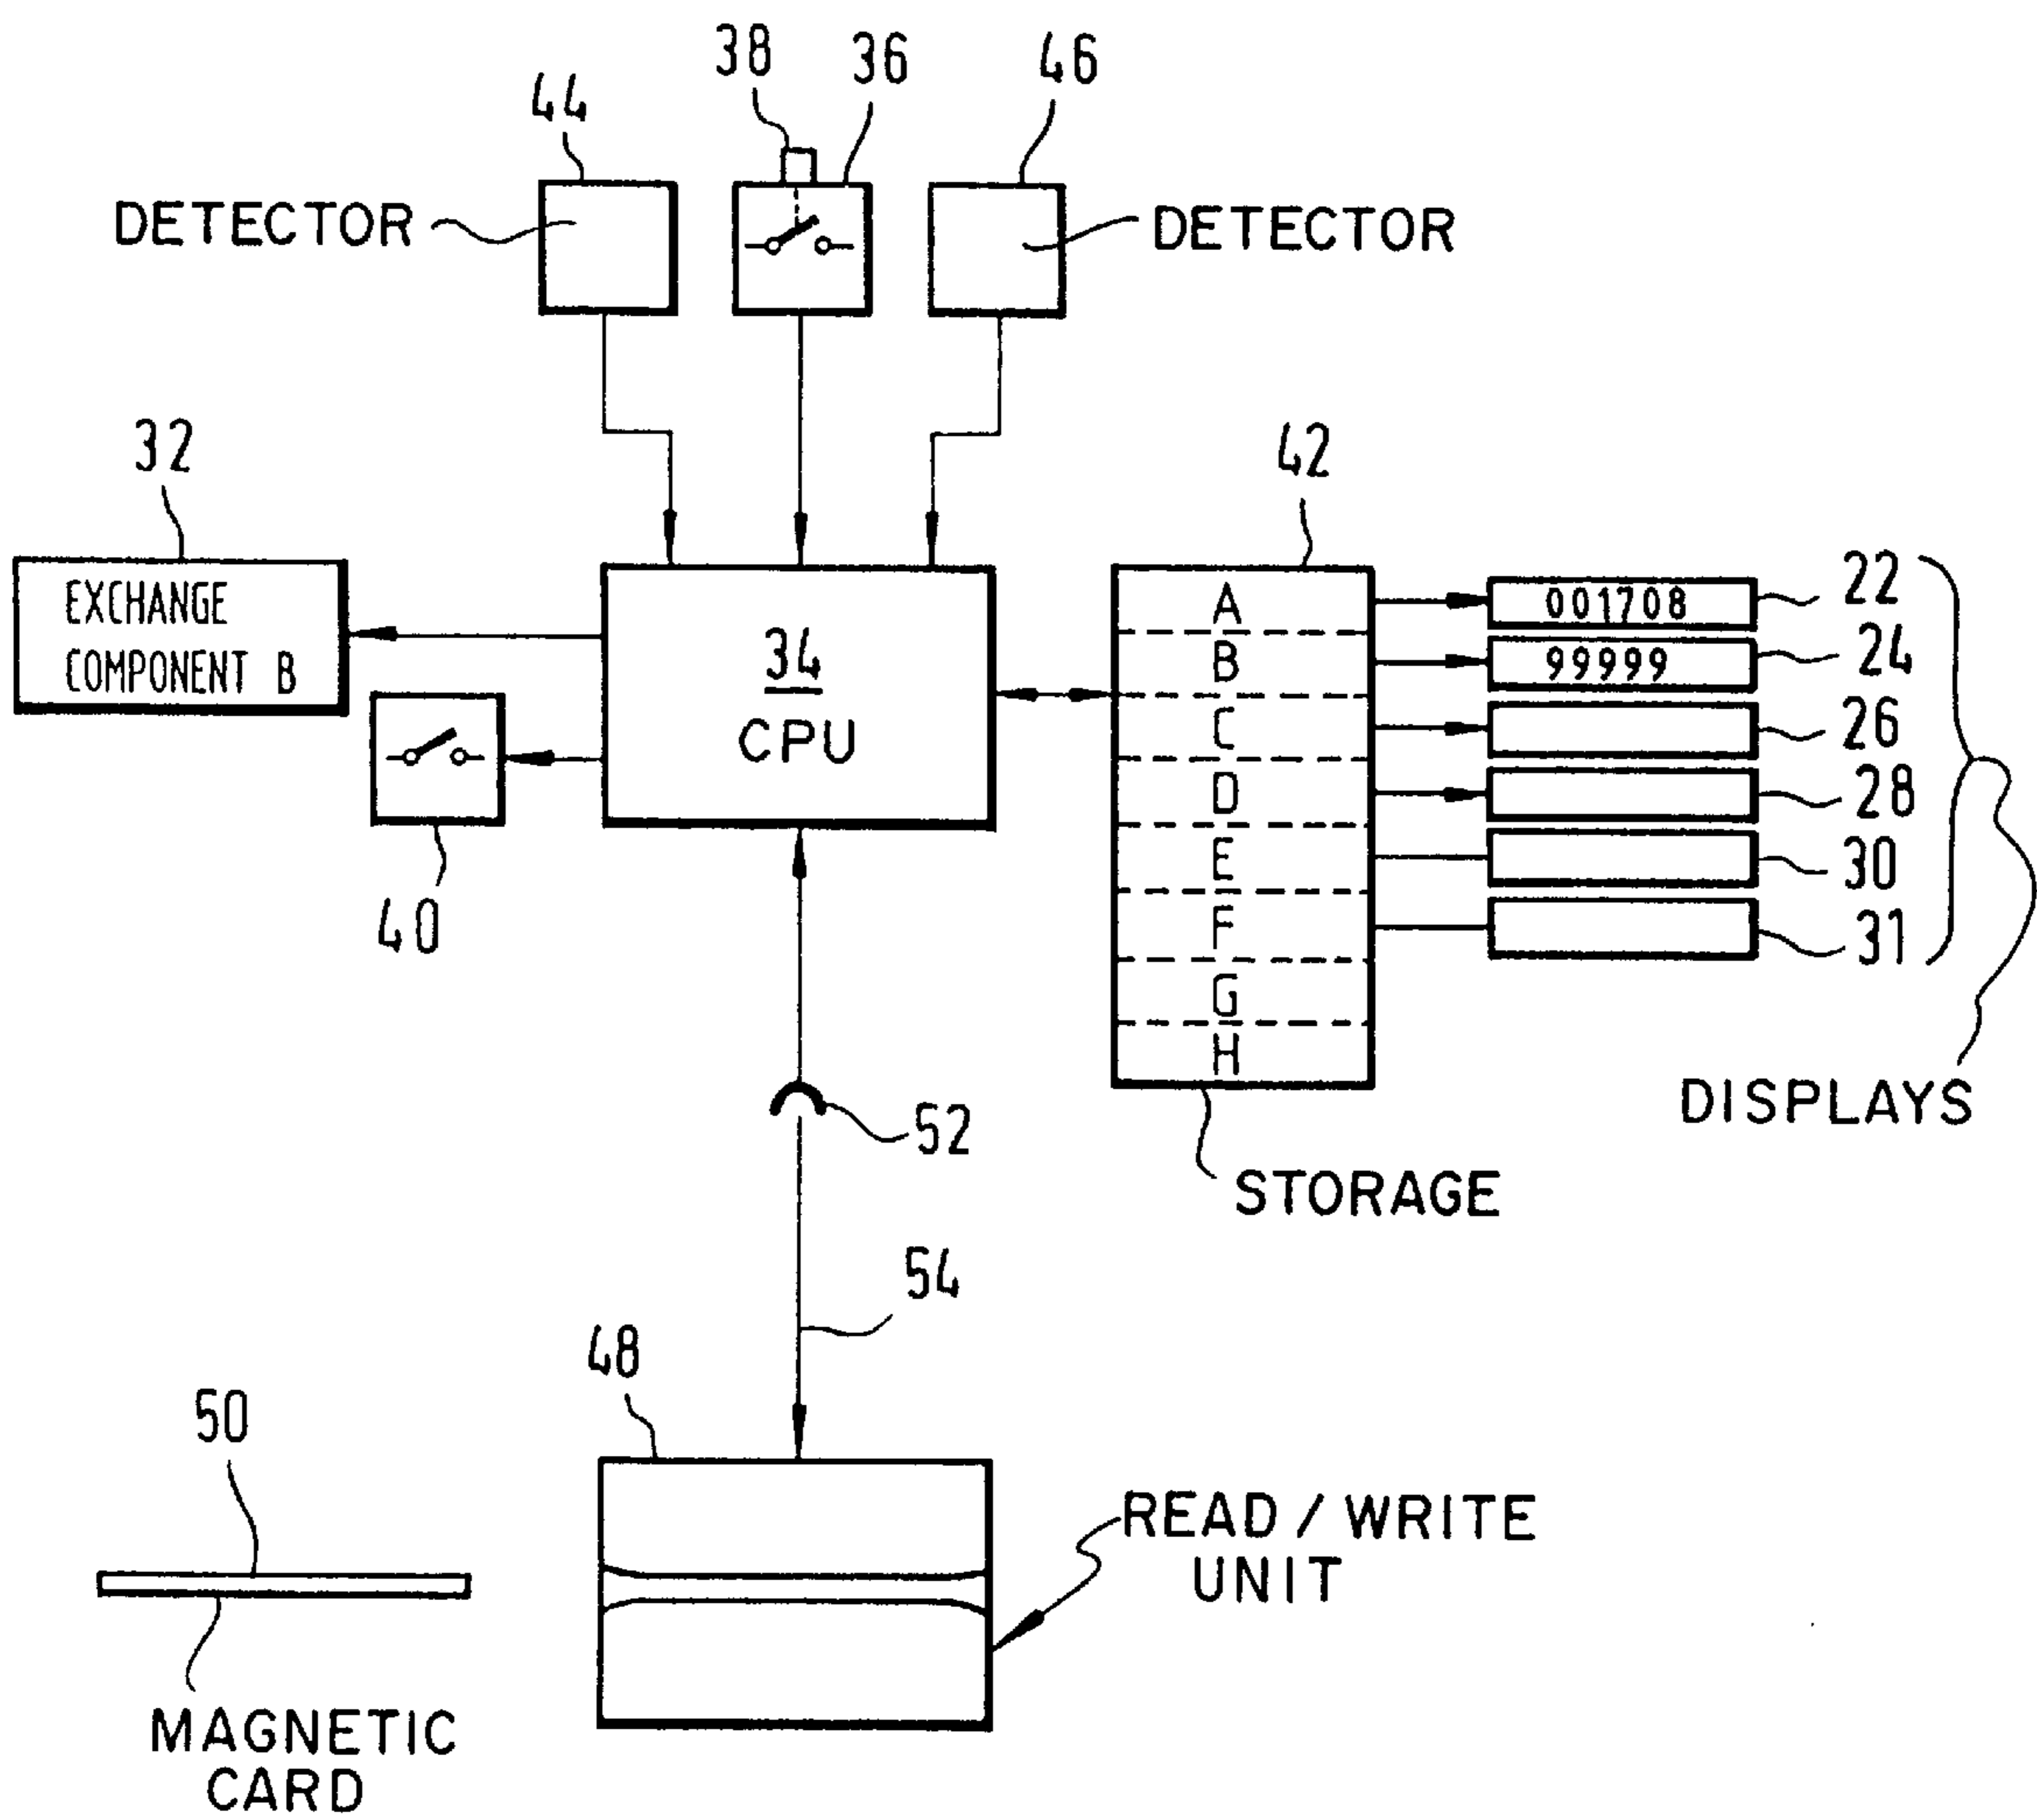 38
36
46
44
DETECTOR
DETECTOR
32
42
EXCHANGE
COMPONENT B
34
CPU
A
B
C
D
E
F
G
H
001708
99999
22
24
26
28
30
31
40
DISPLAYS
52
STORAGE
54
48
50
READ / WRITE
UNIT
MAGNETIC
CARD